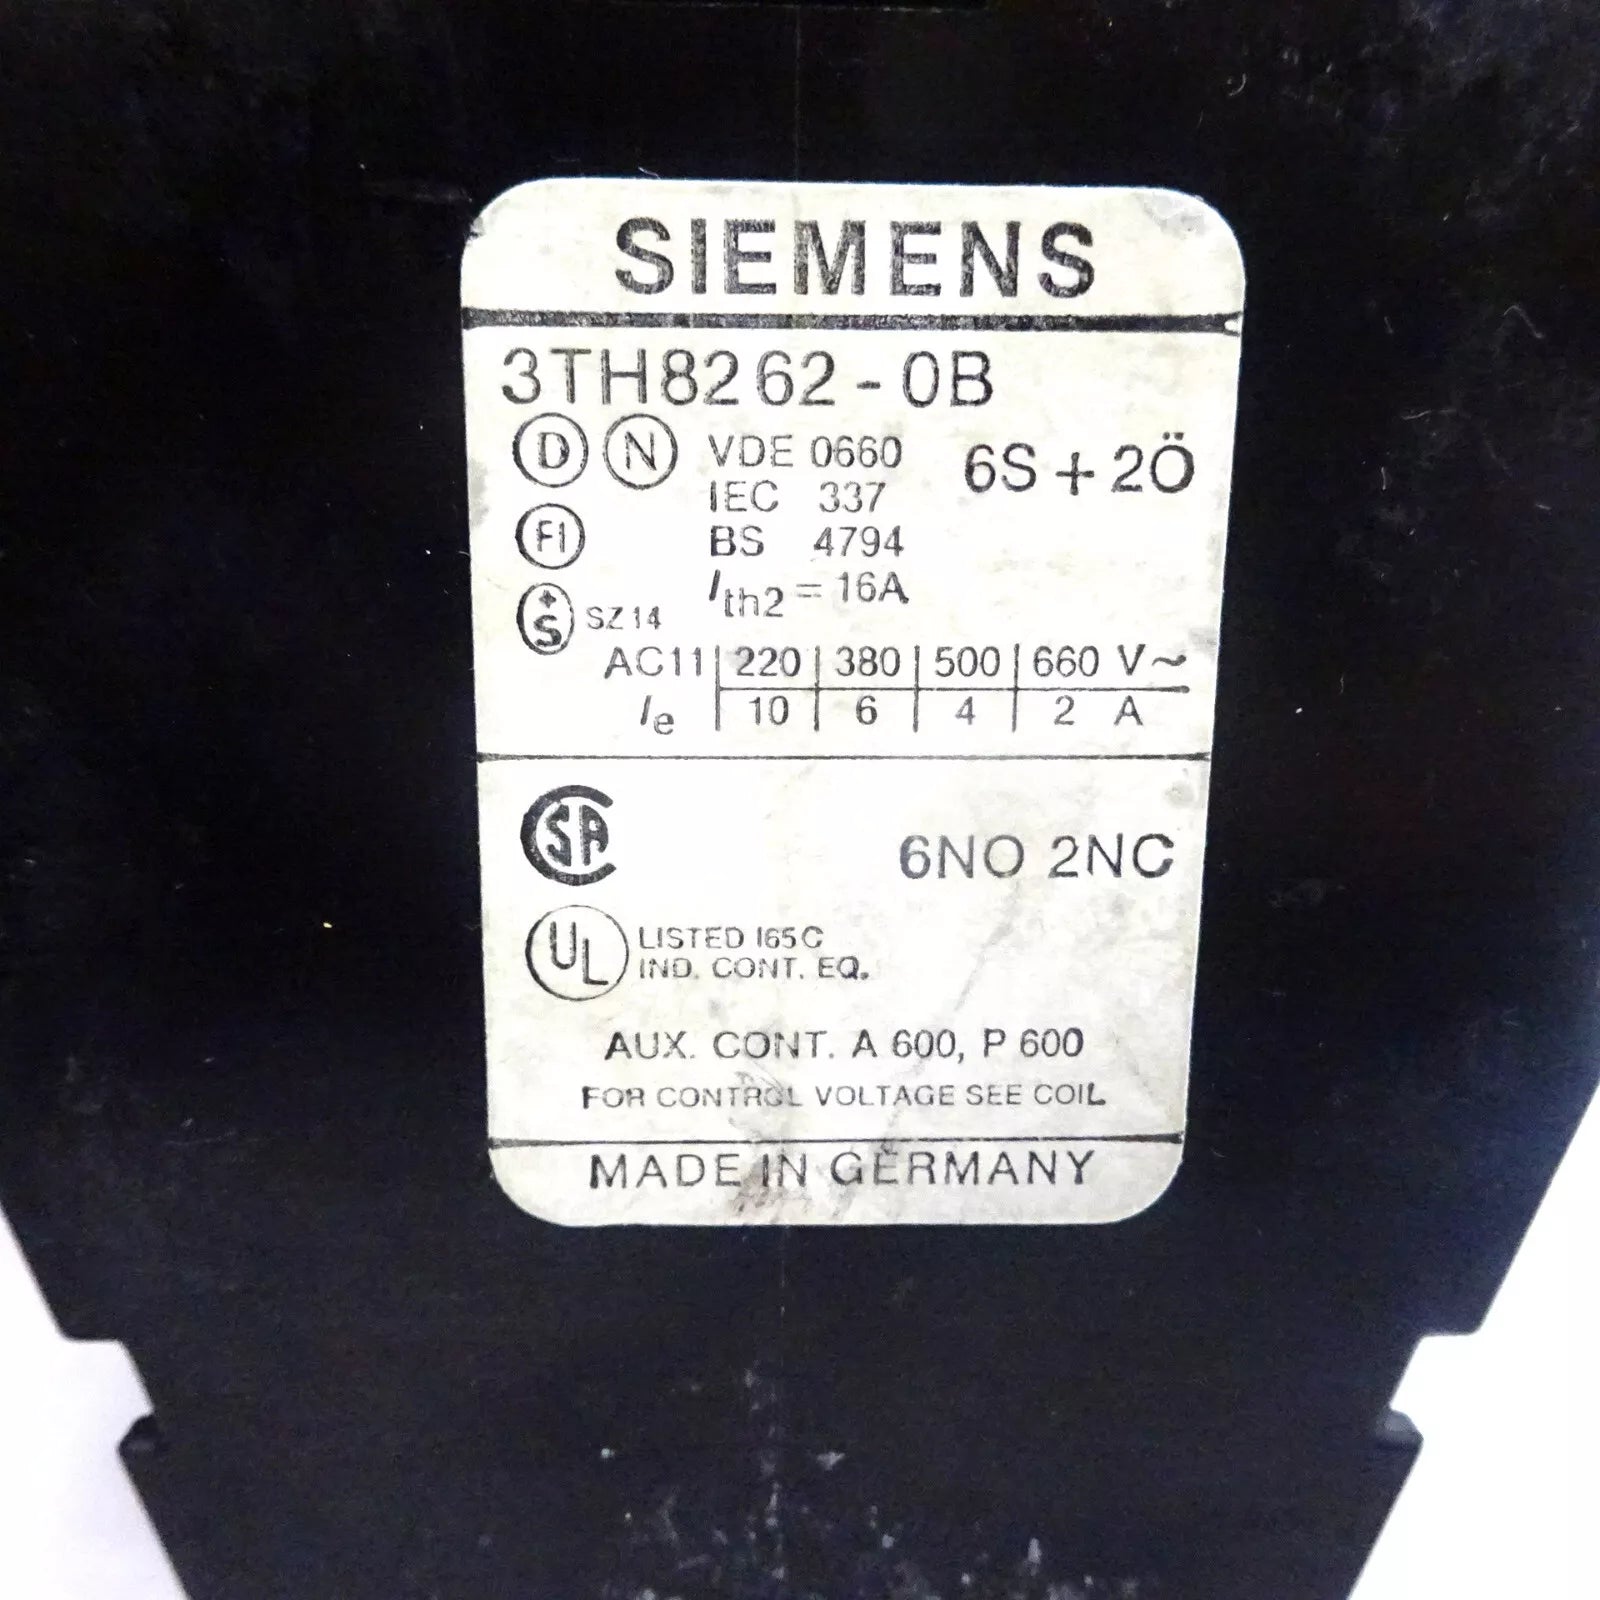 SIEMENS
3TH8262-0B
D N VDE 0660 6S+2Ö
IEC 337
FI BS 4794
+S SZ14 Ith2=16A
AC11 220 380 500 660 V~
Ie 10 6 4 2 A
CSA 6NO 2NC
UL LISTED 165C
IND. CONT. EQ.
AUX. CONT. A 600, P 600
FOR CONTROL VOLTAGE SEE COIL
MADE IN GERMANY